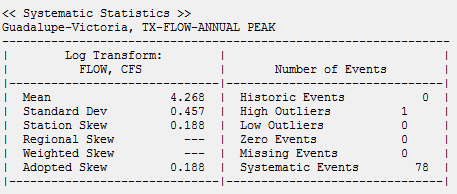 << Systematic Statistics >>
Guadalupe-Victoria, TX-FLOW-ANNUAL PEAK
--------------------------------------------------------------
| Log Transform: | |
| FLOW, CFS | Number of Events |
|------------------------------|-----------------------------|
| Mean 4.268 | Historic Events 0 |
| Standard Dev 0.457 | High Outliers 1 |
| Station Skew 0.188 | Low Outliers 0 |
| Regional Skew --- | Zero Events 0 |
| Weighted Skew --- | Missing Events 0 |
| Adopted Skew 0.188 | Systematic Events 78 |
|------------------------------|-----------------------------|